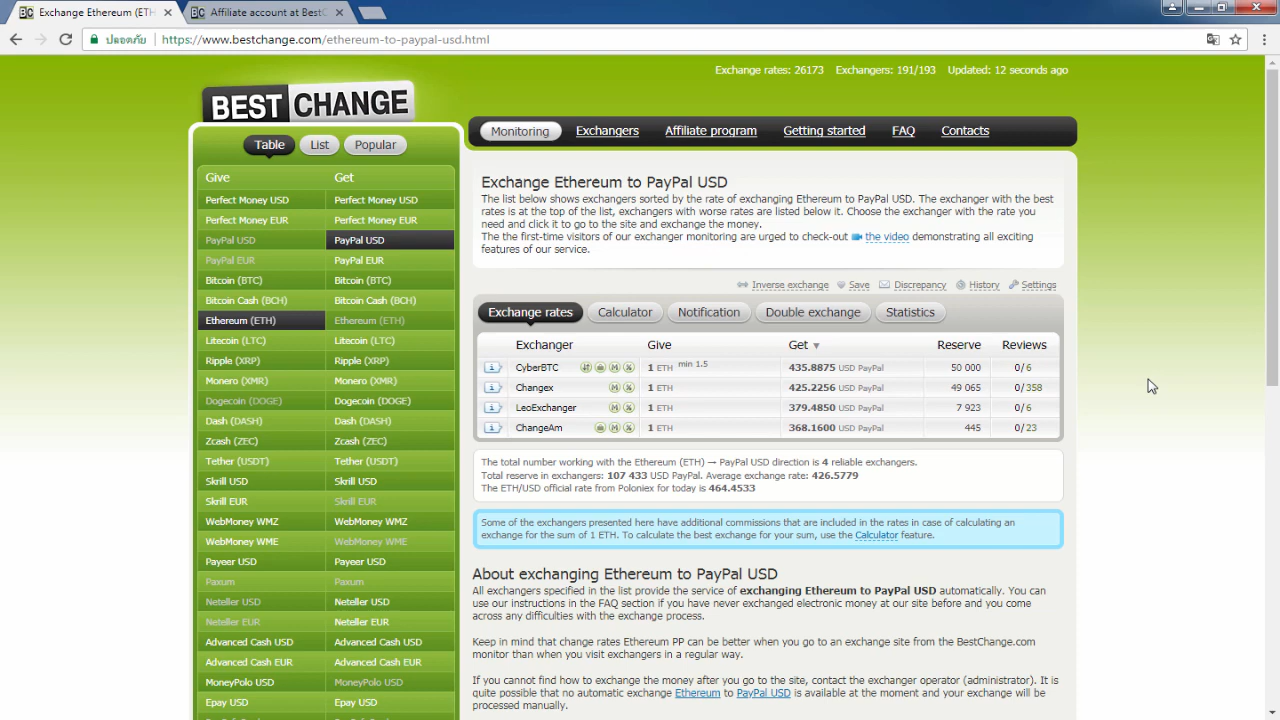 Exchange Ethereum (ETH
Affiliate account at BestC
ปลอดภัย https://www.bestchange.com/ethereum-to-paypal-usd.html
Exchange rates: 26173 Exchangers: 191/193 Updated: 12 seconds ago
BEST CHANGE
Monitoring Exchangers Affiliate program Getting started FAQ Contacts
Table List Popular
Give Get
Perfect Money USD Perfect Money USD
Perfect Money EUR Perfect Money EUR
PayPal USD PayPal USD
PayPal EUR PayPal EUR
Bitcoin (BTC) Bitcoin (BTC)
Bitcoin Cash (BCH) Bitcoin Cash (BCH)
Ethereum (ETH) Ethereum (ETH)
Litecoin (LTC) Litecoin (LTC)
Ripple (XRP) Ripple (XRP)
Monero (XMR) Monero (XMR)
Dogecoin (DOGE) Dogecoin (DOGE)
Dash (DASH) Dash (DASH)
Zcash (ZEC) Zcash (ZEC)
Tether (USDT) Tether (USDT)
Skrill USD Skrill USD
Skrill EUR Skrill EUR
WebMoney WMZ WebMoney WMZ
WebMoney WME WebMoney WME
Payeer USD Payeer USD
Paxum Paxum
Neteller USD Neteller USD
Neteller EUR Neteller EUR
Advanced Cash USD Advanced Cash USD
Advanced Cash EUR Advanced Cash EUR
MoneyPolo USD MoneyPolo USD
Epay USD Epay USD
Exchange Ethereum to PayPal USD
The list below shows exchangers sorted by the rate of exchanging Ethereum to PayPal USD. The exchanger with the best
rates is at the top of the list, exchangers with worse rates are listed below it. Choose the exchanger with the rate you
need and click it to go to the site and exchange the money.
The the first-time visitors of our exchanger monitoring are urged to check-out the video demonstrating all exciting
features of our service.
Inverse exchange Save Discrepancy History Settings
Exchange rates Calculator Notification Double exchange Statistics
Exchanger Give Get ▼ Reserve Reviews
CyberBTC 1 ETH min 1.5 435.8875 USD PayPal 50 000 0/6
Changex 1 ETH 425.2256 USD PayPal 49 065 0/358
LeoExchanger 1 ETH 379.4850 USD PayPal 7 923 0/6
ChangeAm 1 ETH 368.1600 USD PayPal 445 0/23
The total number working with the Ethereum (ETH) → PayPal USD direction is 4 reliable exchangers.
Total reserve in exchangers: 107 433 USD PayPal. Average exchange rate: 426.5779
The ETH/USD official rate from Poloniex for today is 464.4533
Some of the exchangers presented here have additional commissions that are included in the rates in case of calculating an
exchange for the sum of 1 ETH. To calculate the best exchange for your sum, use the Calculator feature.
About exchanging Ethereum to PayPal USD
All exchangers specified in the list provide the service of exchanging Ethereum to PayPal USD automatically. You can
use our instructions in the FAQ section if you have never exchanged electronic money at our site before and you come
across any difficulties with the exchange process.
Keep in mind that change rates Ethereum PP can be better when you go to an exchange site from the BestChange.com
monitor than when you visit exchangers in a regular way.
If you cannot find how to exchange the money after you go to the site, contact the exchanger operator (administrator). It is
quite possible that no automatic exchange Ethereum to PayPal USD is available at the moment and your exchange will be
processed manually.